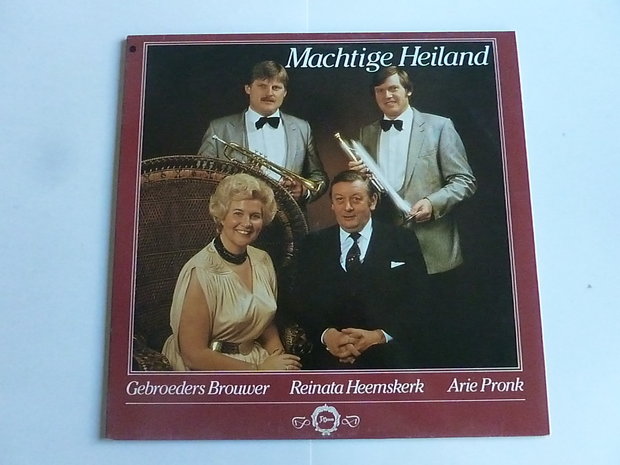 Machtige Heiland
Gebroeders Brouwer Reinata Heemskerk Arie Pronk